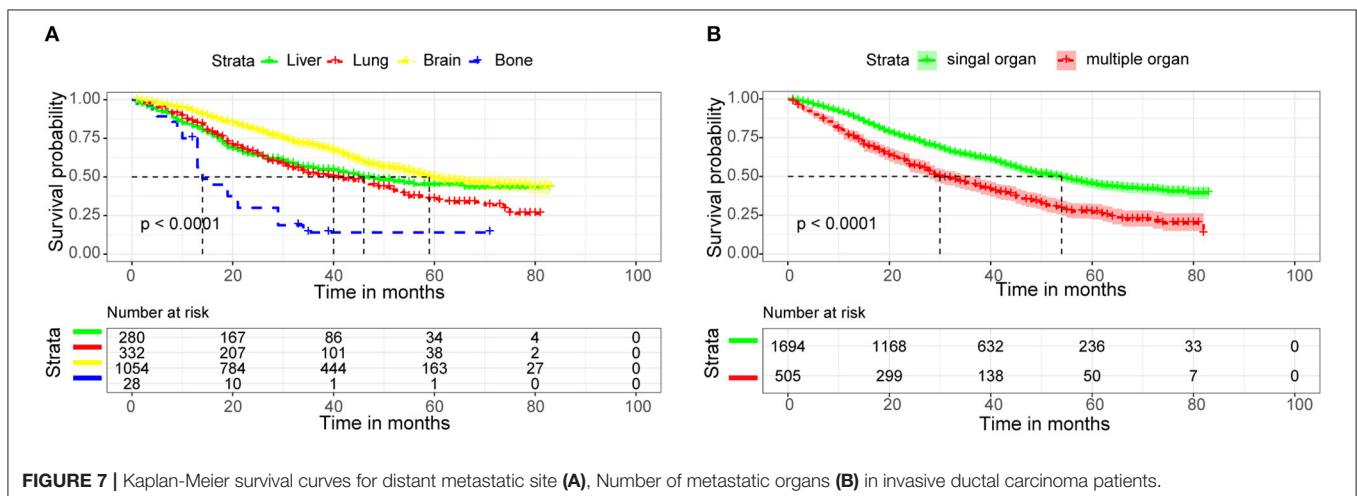 A
Strata Liver Lung Brain Bone
Survival probability
1.00
0.75
0.50
0.25
0.00
p < 0.0001
0 20 40 60 80 100
Time in months
Number at risk
Strata
280 167 86 34 4 0
332 207 101 38 2 0
1054 784 444 163 27 0
28 10 1 1 0 0
0 20 40 60 80 100
Time in months
B
Strata singal organ multiple organ
Survival probability
1.00
0.75
0.50
0.25
0.00
p < 0.0001
0 20 40 60 80 100
Time in months
Number at risk
Strata
1694 1168 632 236 33 0
505 299 138 50 7 0
0 20 40 60 80 100
Time in months
FIGURE 7 | Kaplan-Meier survival curves for distant metastatic site (A), Number of metastatic organs (B) in invasive ductal carcinoma patients.